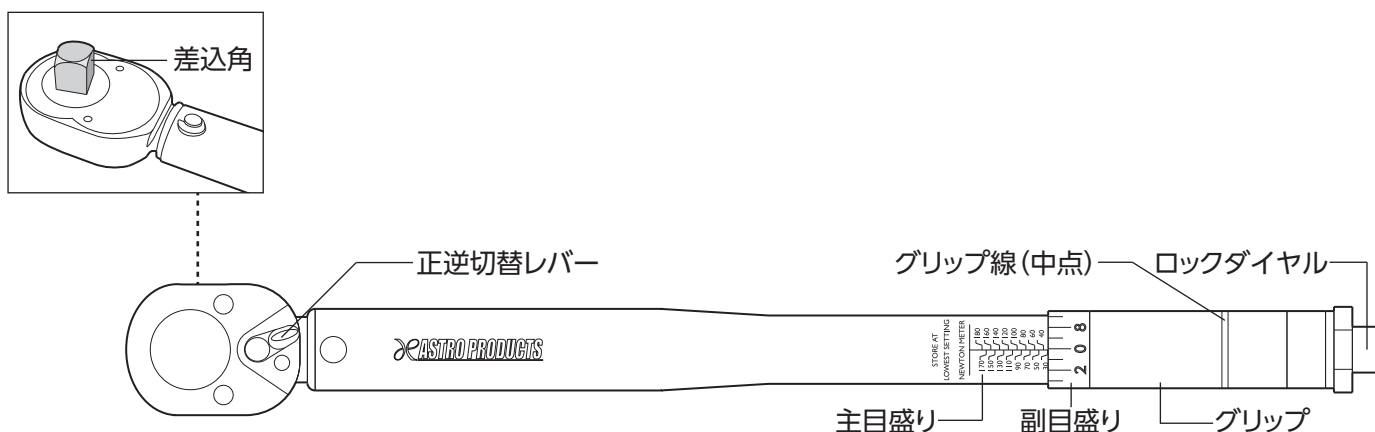 差込角
正逆切替レバー
グリップ線(中点)
ロックダイヤル
ASTRO PRODUCTS
STORE AT
LOWEST SETTING
NEWTON METER
180
160
140
120
100
80
60
40
170
150
130
110
90
70
50
30
8
0
2
主目盛り
副目盛り
グリップ